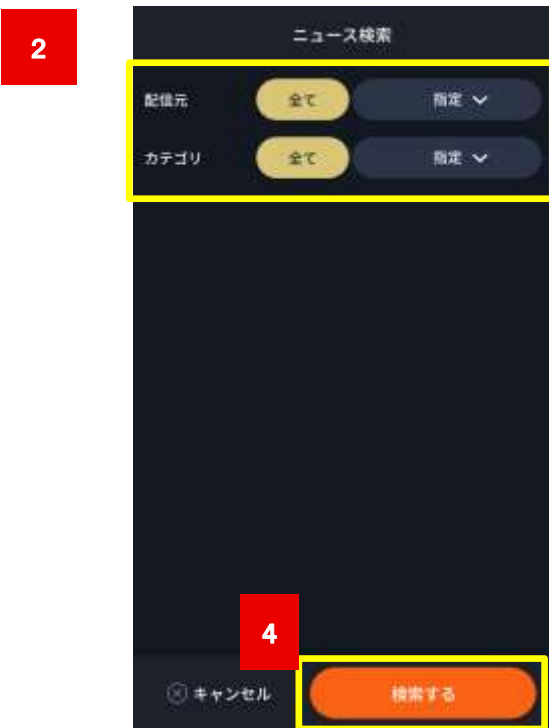 2
ニュース検索
配信元 全て 指定
カテゴリ 全て 指定
4
キャンセル 検索する